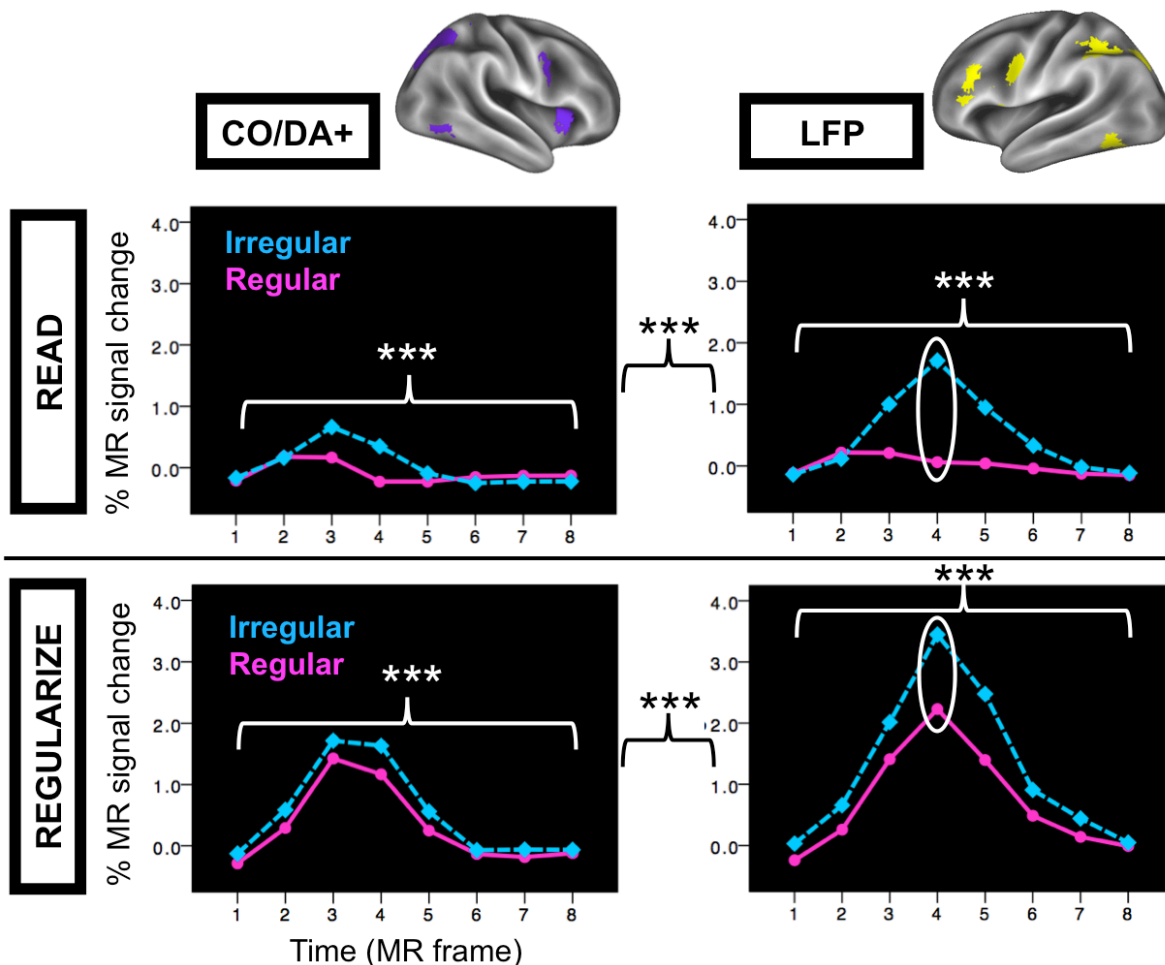 CO/DA+
LFP
READ
% MR signal change
4.0
3.0
2.0
1.0
0.0
Irregular
Regular
***
1 2 3 4 5 6 7 8
***
4.0
3.0
2.0
1.0
0.0
***
1 2 3 4 5 6 7 8
REGULARIZE
% MR signal change
4.0
3.0
2.0
1.0
0.0
Irregular
Regular
***
1 2 3 4 5 6 7 8
Time (MR frame)
***
4.0
3.0
2.0
1.0
0.0
***
1 2 3 4 5 6 7 8